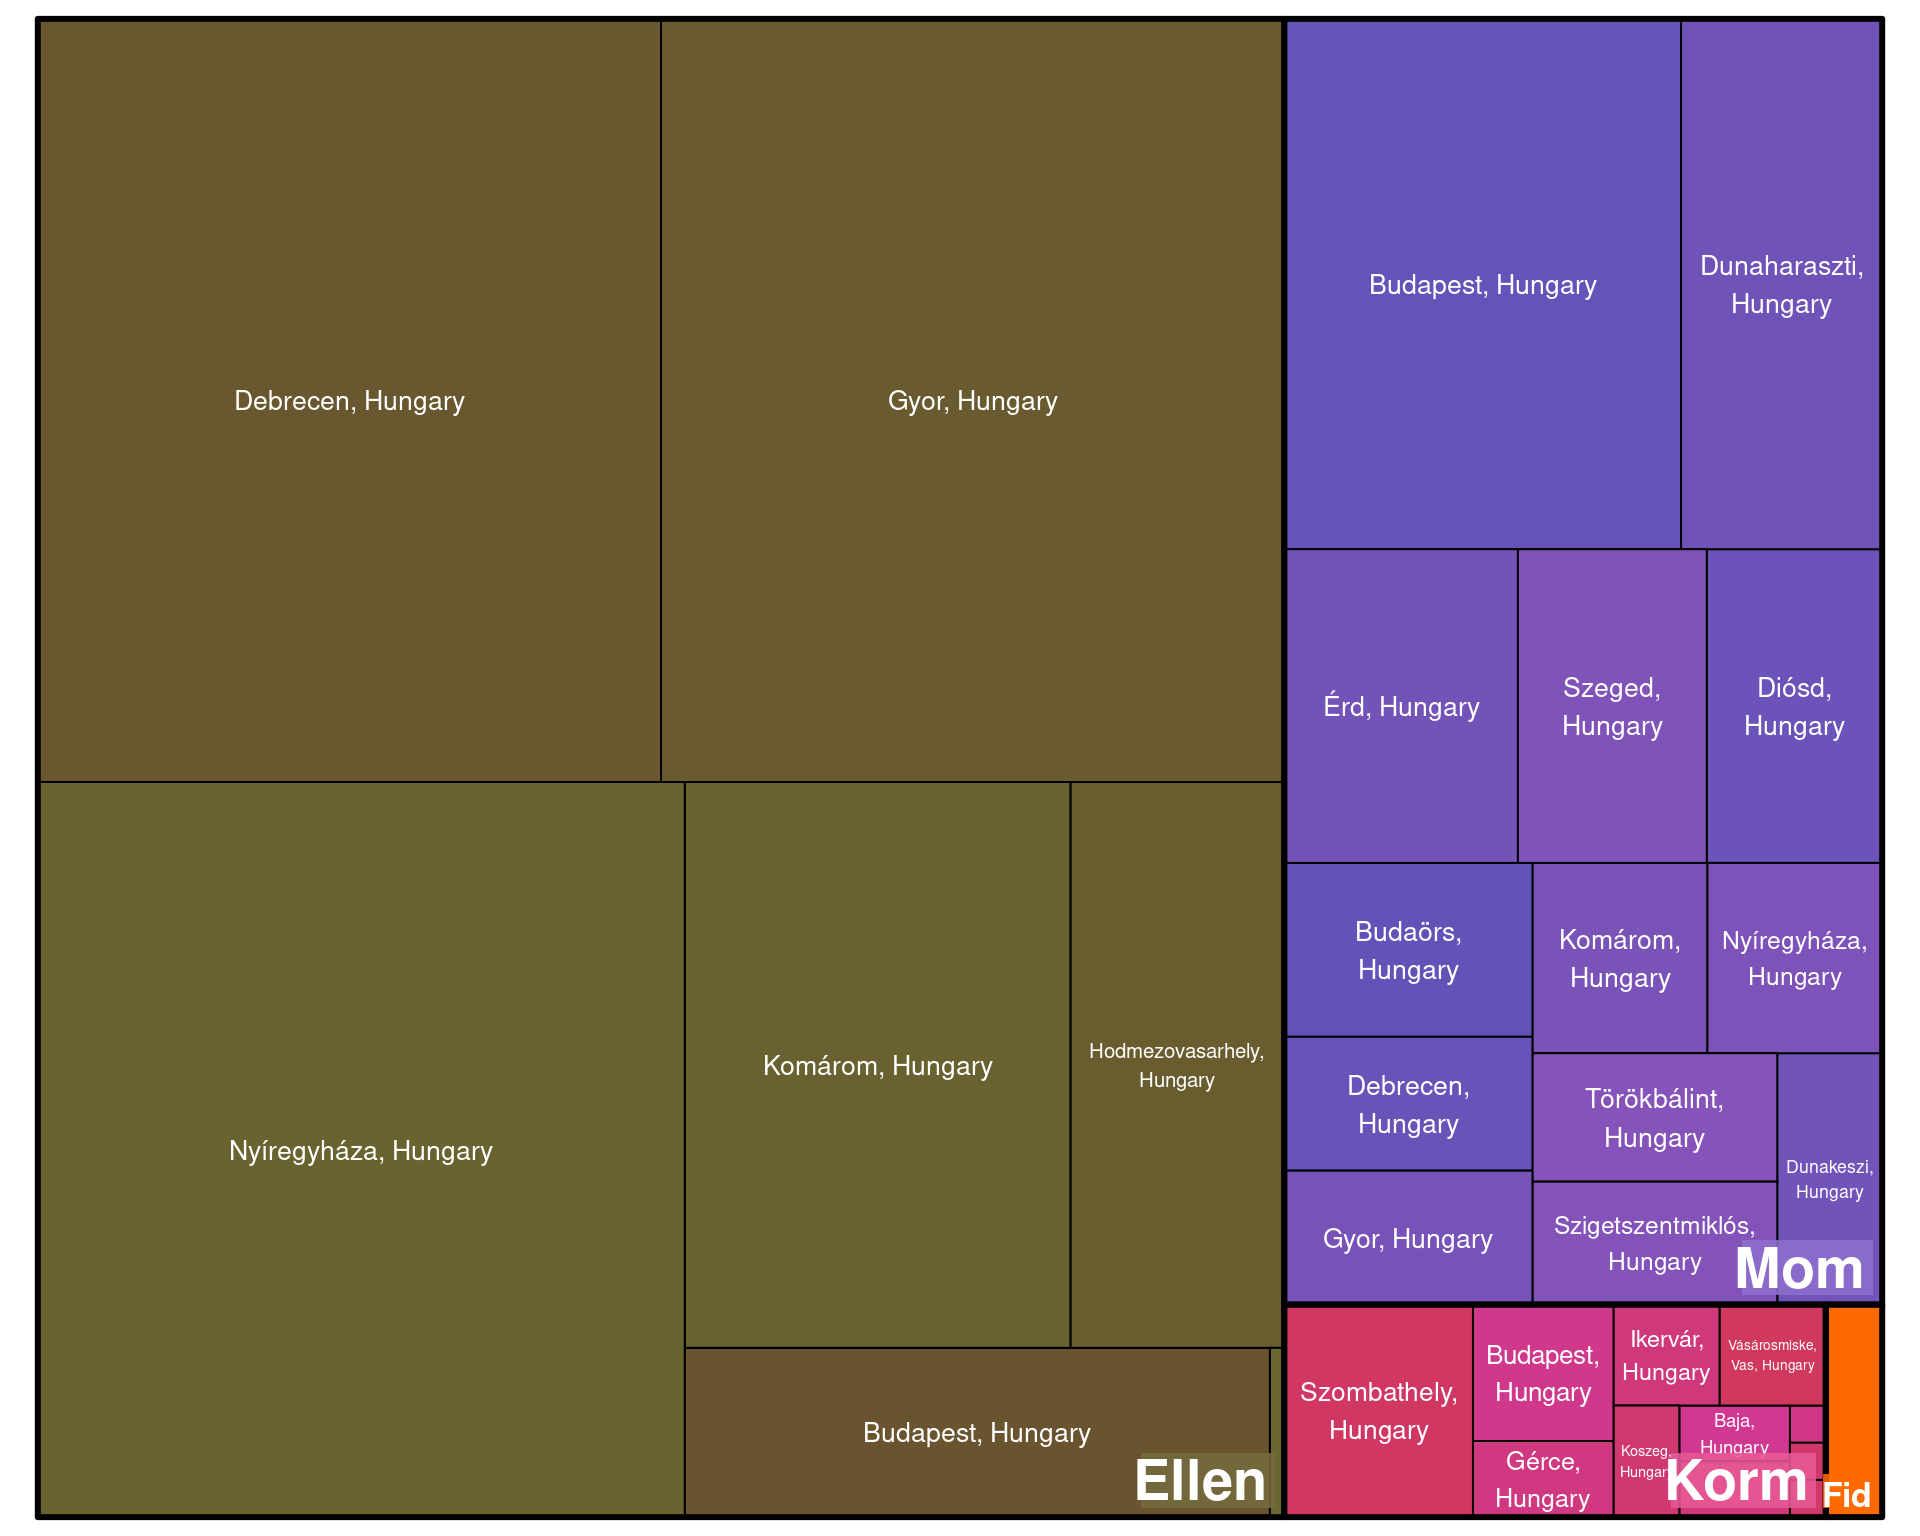 Debrecen, Hungary
Gyor, Hungary
Nyíregyháza, Hungary
Komárom, Hungary
Hodmezovasarhely,
Hungary
Budapest, Hungary
Ellen
Budapest, Hungary
Dunaharaszti,
Hungary
Érd, Hungary
Szeged,
Hungary
Diósd,
Hungary
Budaörs,
Hungary
Komárom,
Hungary
Nyíregyháza,
Hungary
Debrecen,
Hungary
Törökbálint,
Hungary
Dunakeszi,
Hungary
Gyor, Hungary
Szigetszentmiklós,
Hungary
Mom
Szombathely,
Hungary
Budapest,
Hungary
Ikervár,
Hungary
Vásárosmiske,
Vas, Hungary
Gérce,
Hungary
Koszeg,
Hungary
Baja,
Hungary
Korm
Fid